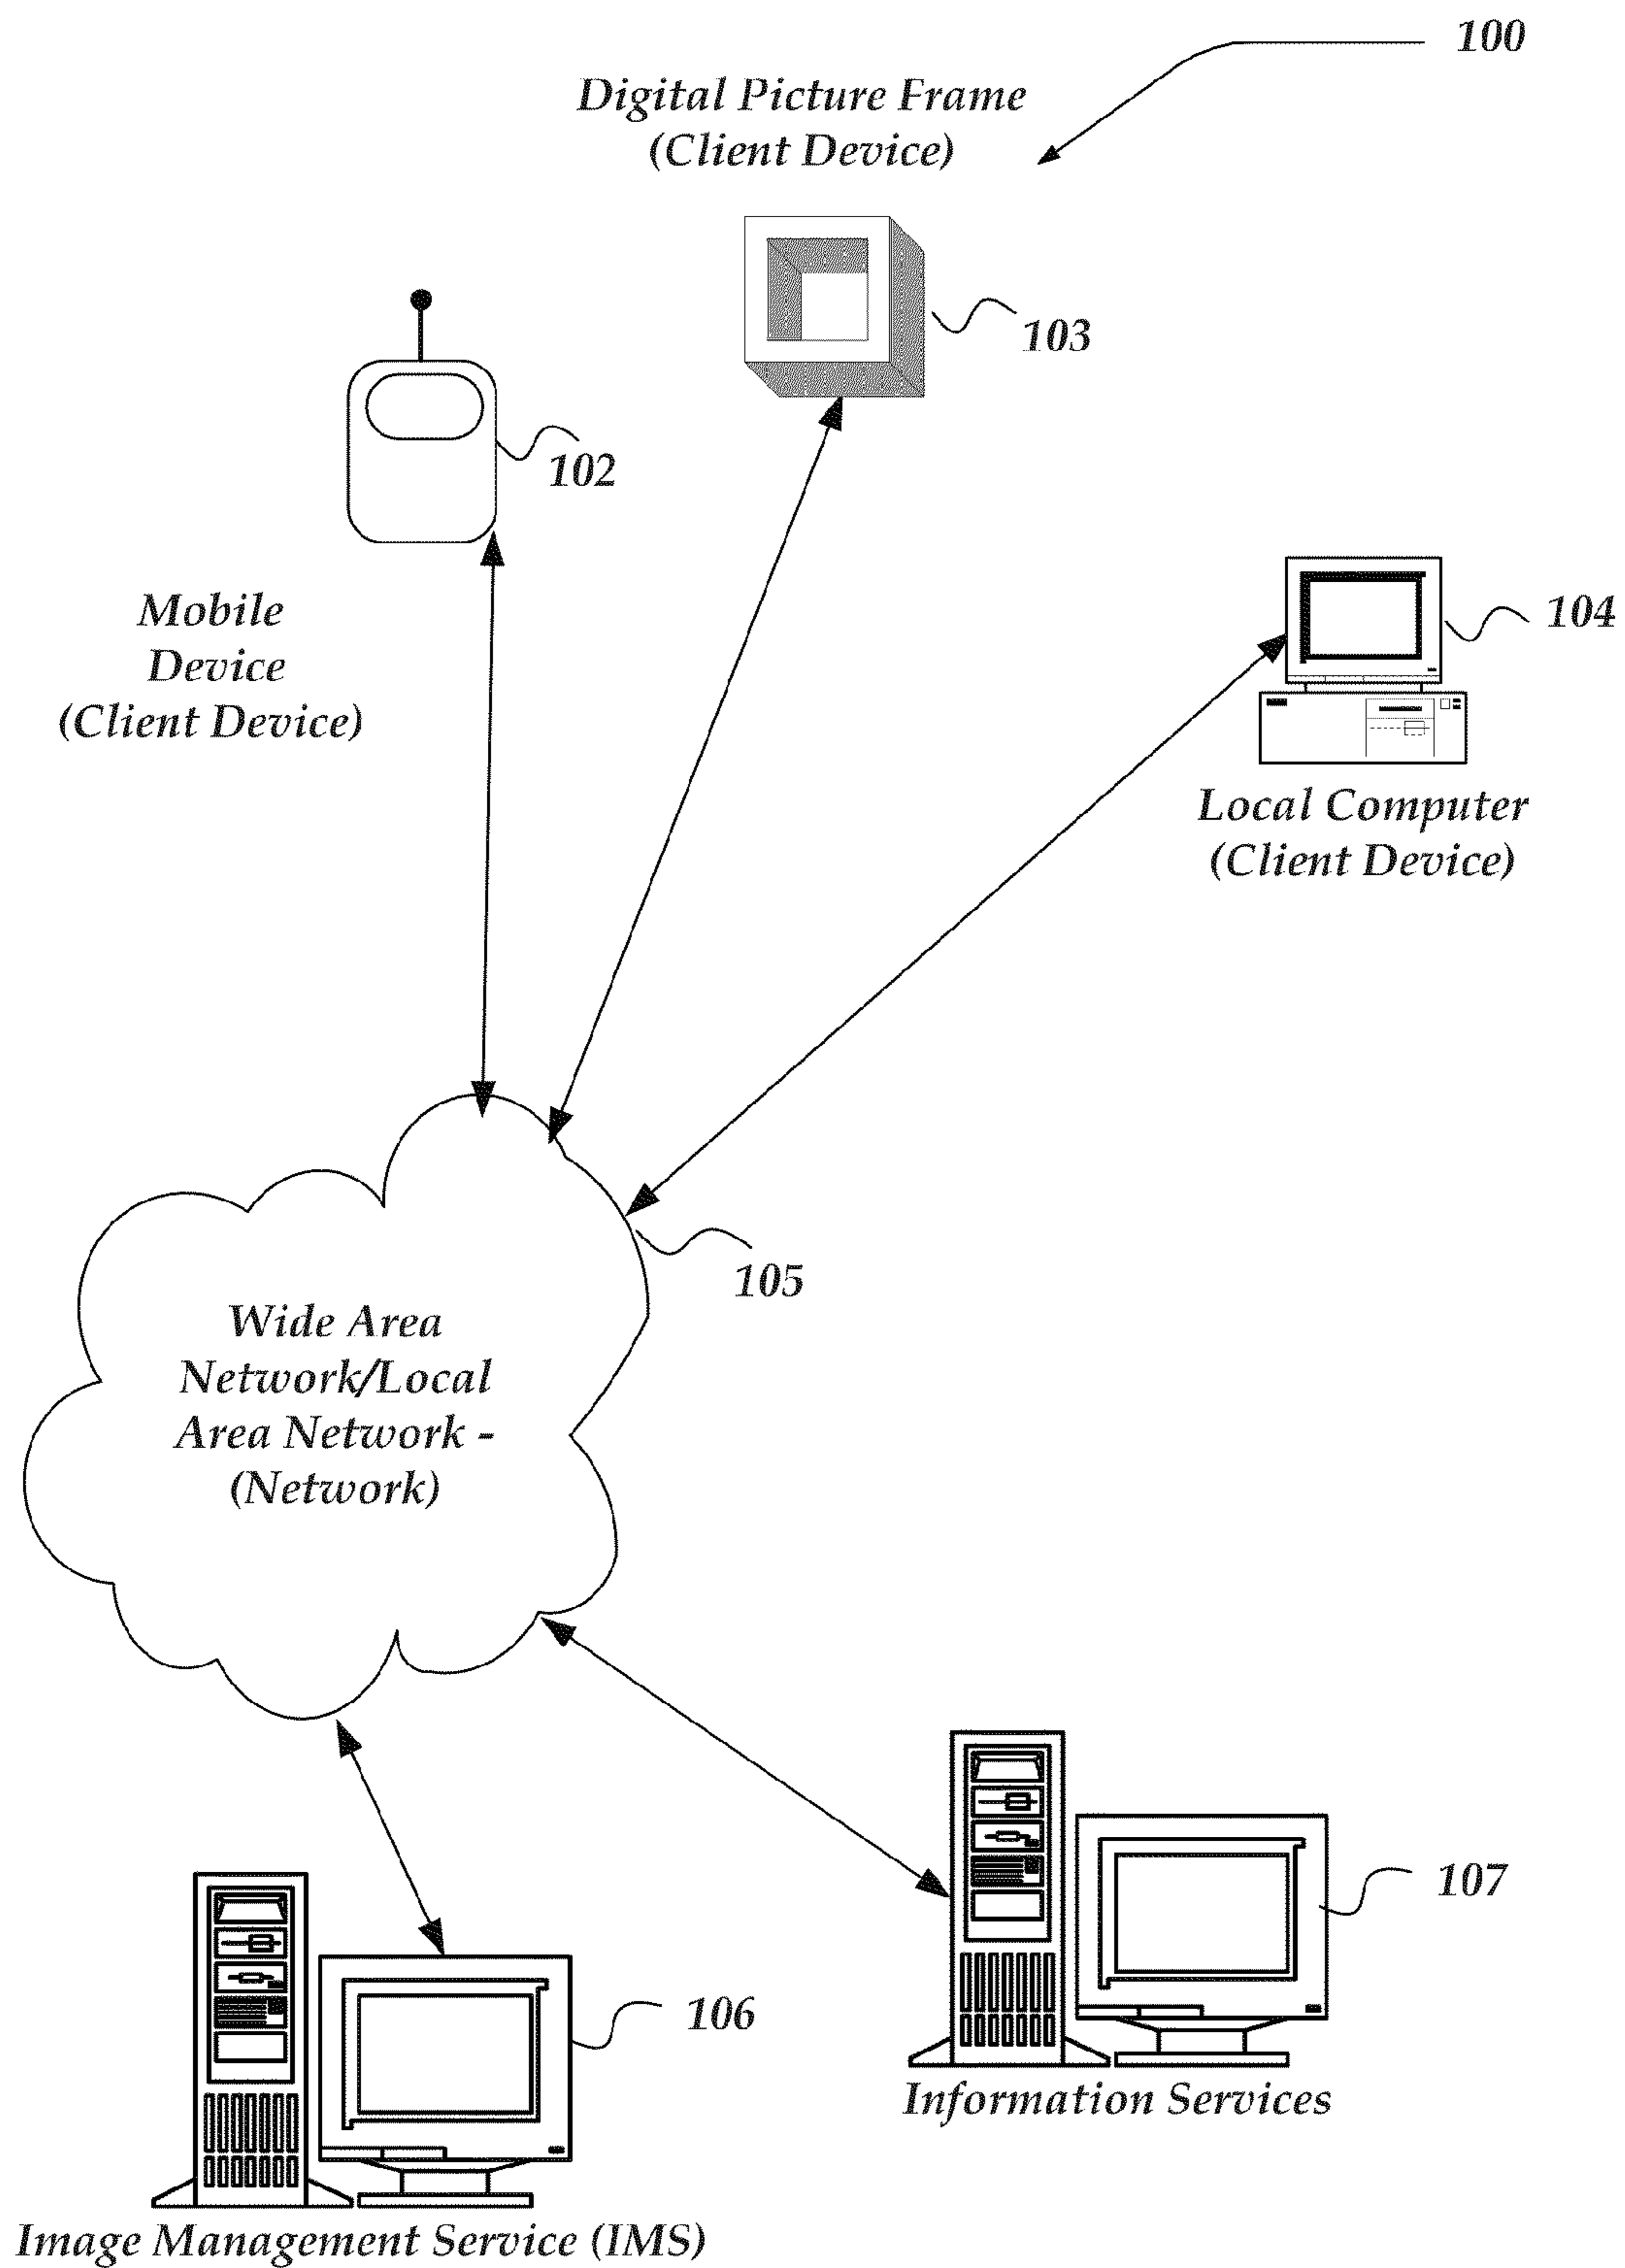 100
Digital Picture Frame
(Client Device)
103
102
Mobile
Device
(Client Device)
104
Local Computer
(Client Device)
105
Wide Area
Network/Local
Area Network -
(Network)
107
106
Information Services
Image Management Service (IMS)